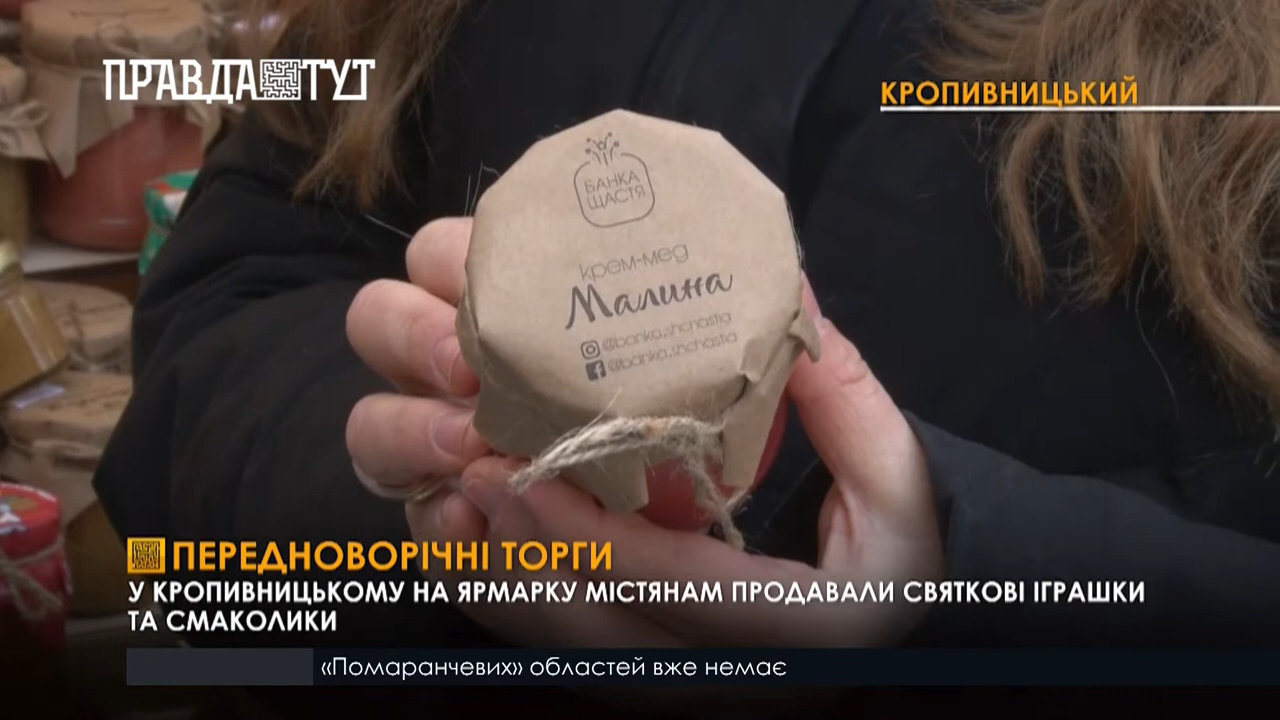 ПРАВДА ТУТ
КРОПИВНИЦЬКИЙ
БАНКА
ЩАСТЯ
крем-мед
Малина
@banka.shchastia
@banka.shchastia
ПЕРЕДНОВОРІЧНІ ТОРГИ
У КРОПИВНИЦЬКОМУ НА ЯРМАРКУ МІСТЯНАМ ПРОДАВАЛИ СВЯТКОВІ ІГРАШКИ
ТА СМАКОЛИКИ
«Помаранчевих» областей вже немає